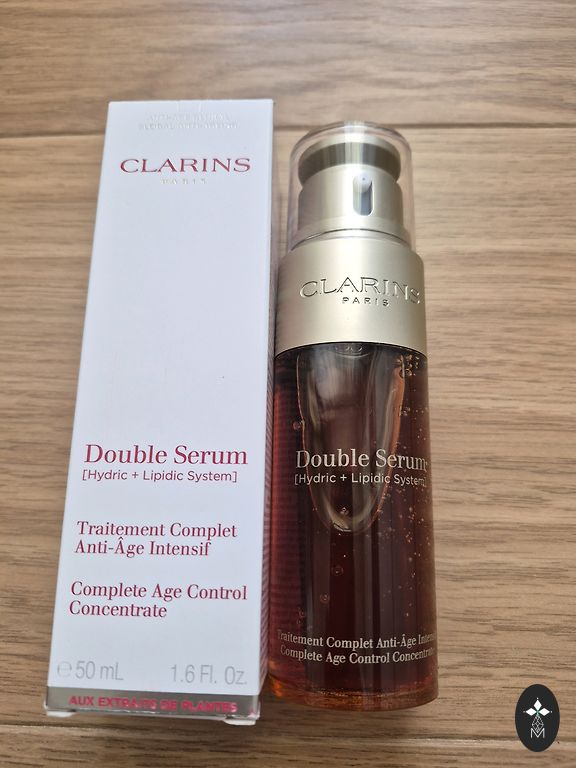 CLARINS
PARIS
Double Serum
[Hydric + Lipidic System]
Traitement Complet
Anti-Âge Intensif
Complete Age Control
Concentrate
e 50 mL 1.6 Fl. Oz.
AUX EXTRAITS DE PLANTES
CLARINS
PARIS
Double Serum
[Hydric + Lipidic System]
Traitement Complet Anti-Âge
Complete Age Control
M